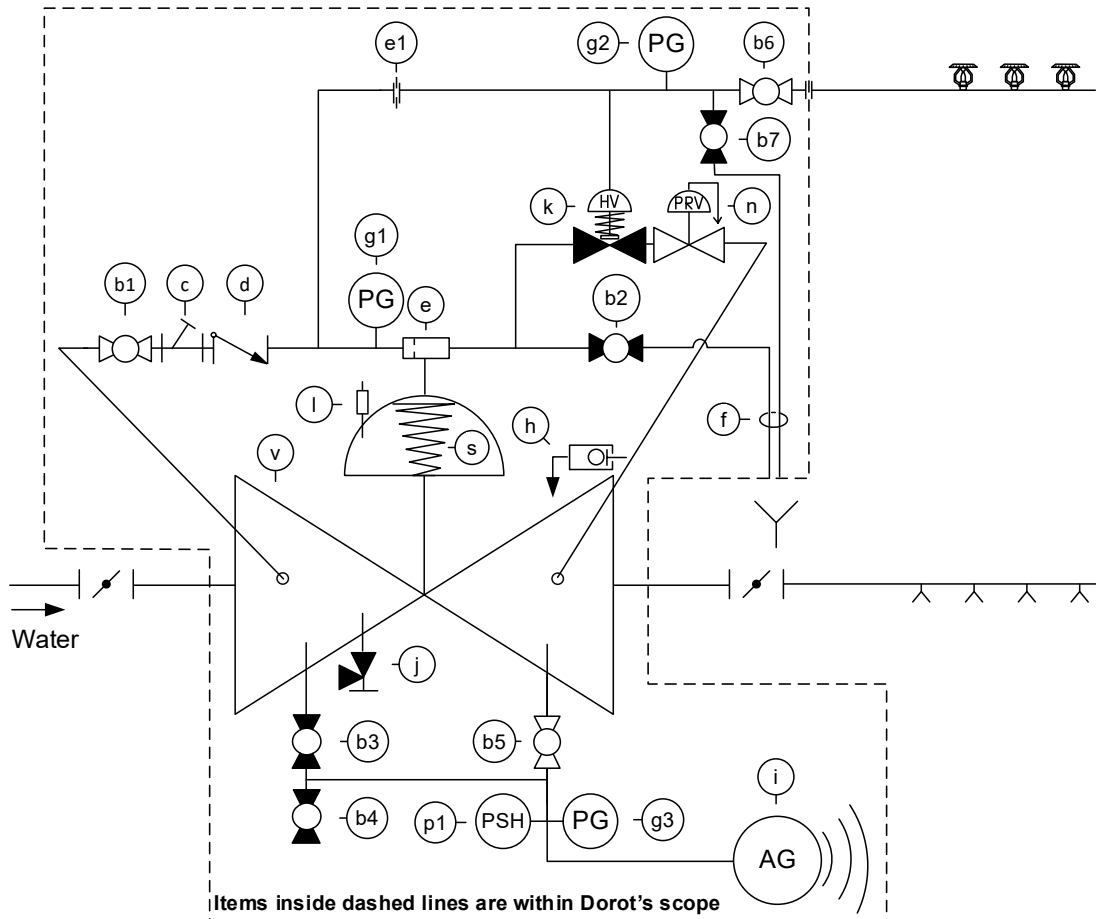 e1
g2
PG
b6
b7
k
HV
PRV
n
g1
PG
b1
c
d
e
b2
l
s
h
f
v
Water
j
b3
b5
b4
p1
PSH
PG
g3
i
AG
Items inside dashed lines are within Dorot's scope